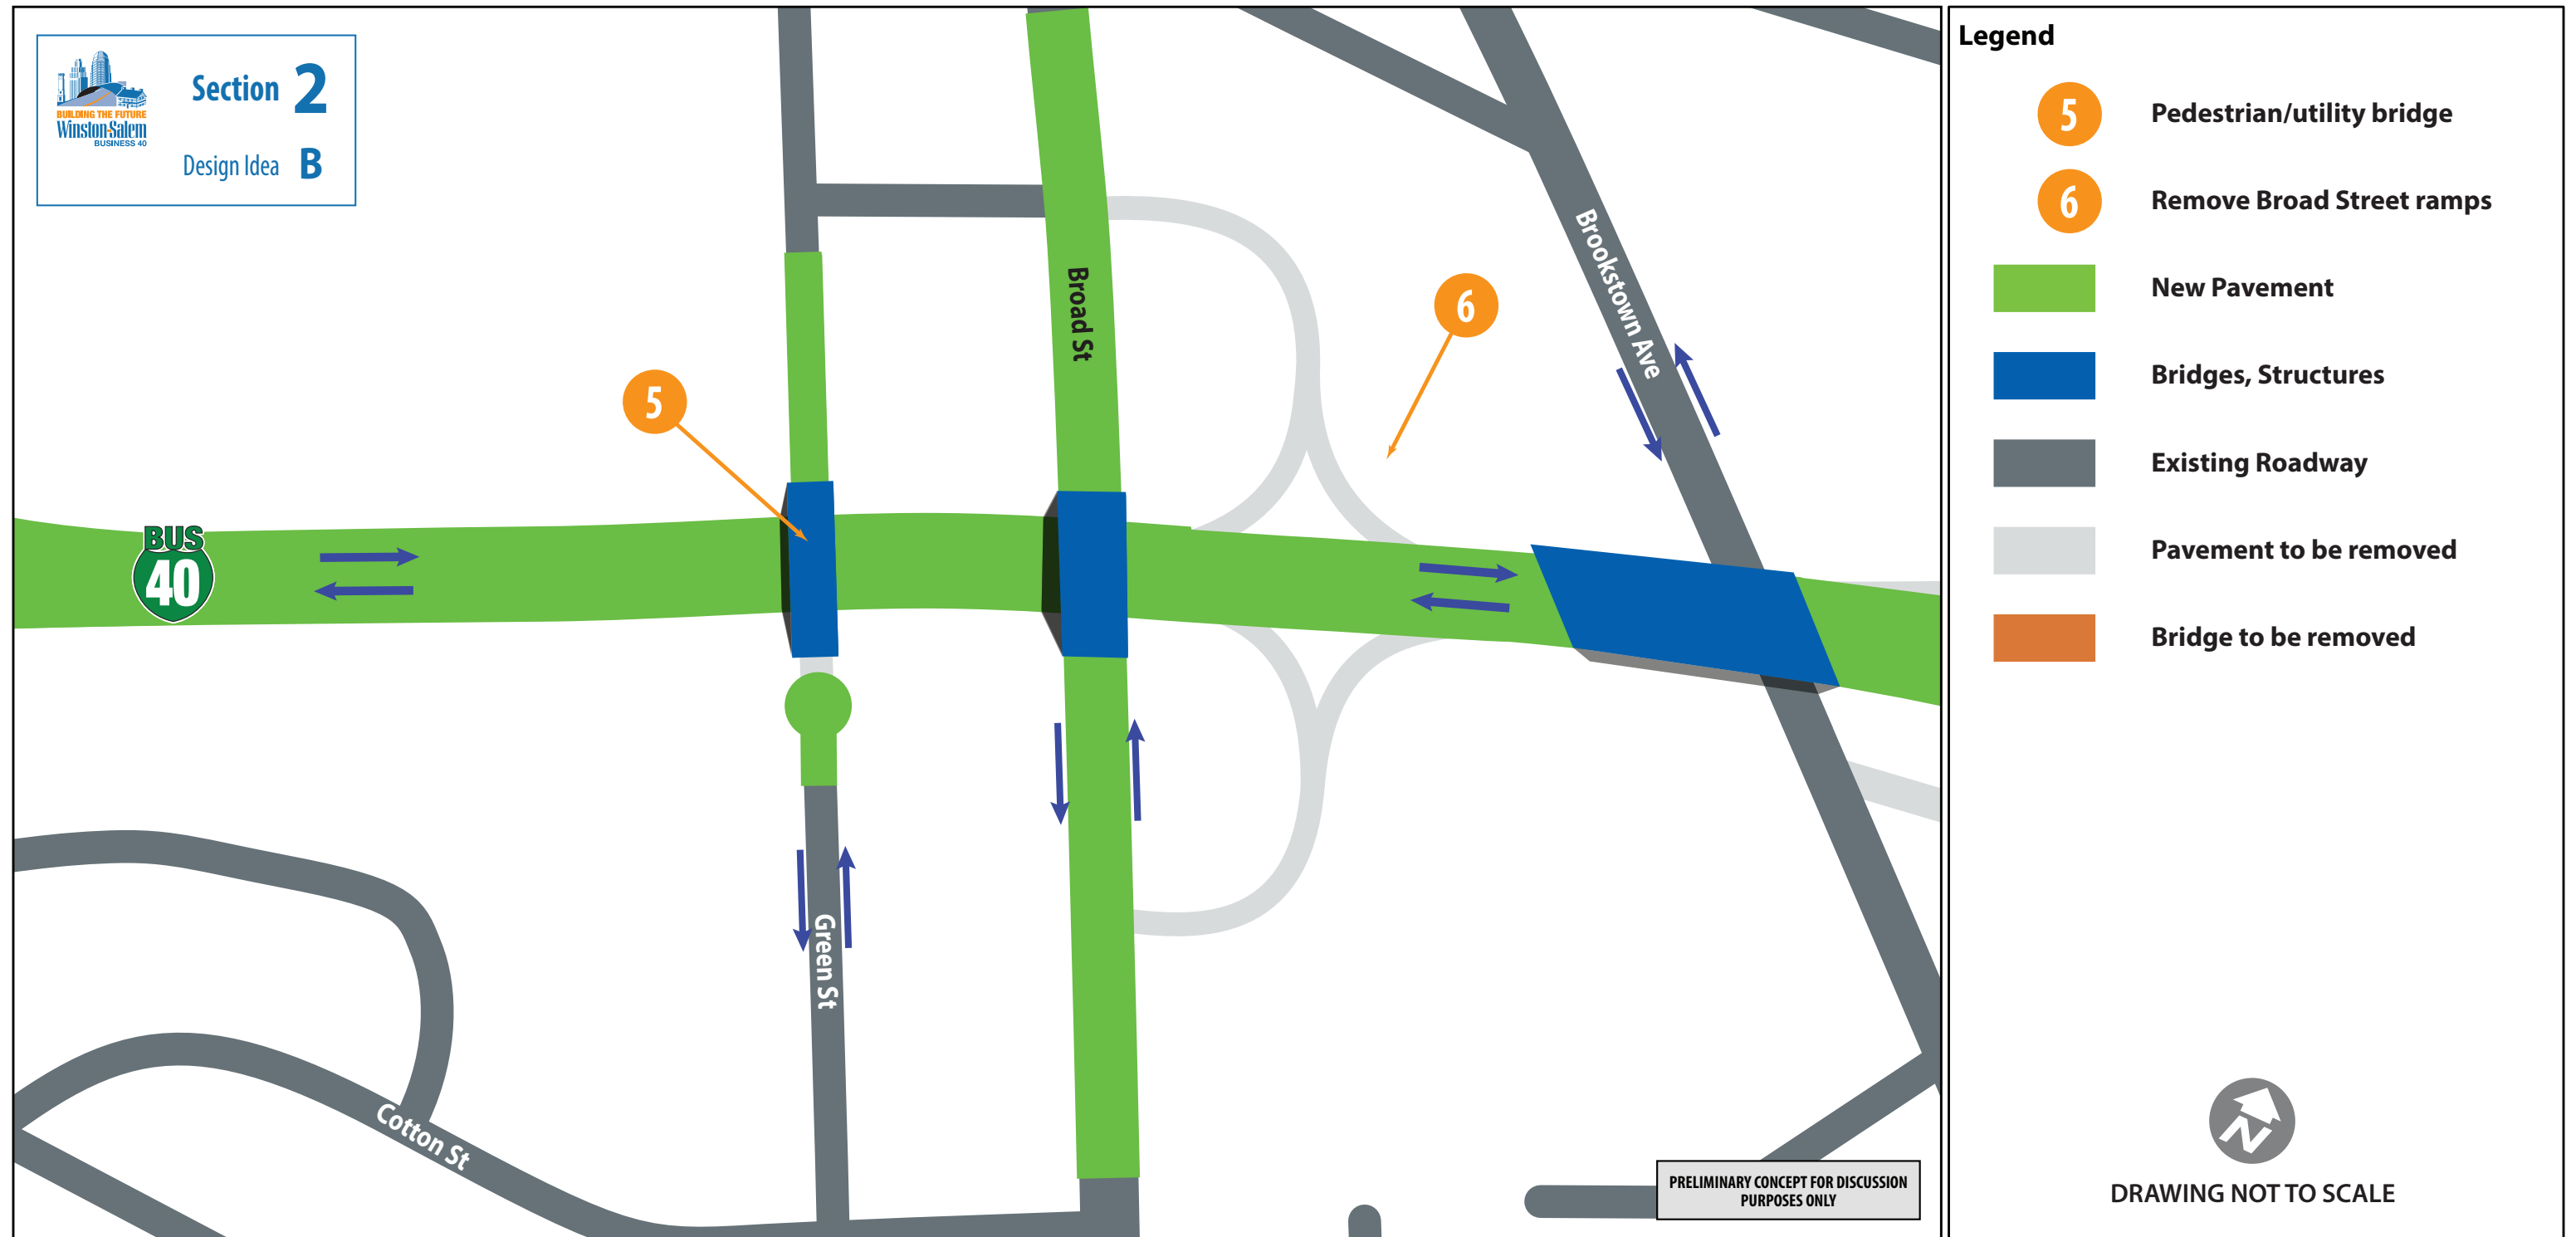 BUILDING THE FUTURE
Winston-Salem
BUSINESS 40
Section 2
Design Idea B
Broad St
Brookstown Ave
6
5
BUS
40
Green St
Cotton St
PRELIMINARY CONCEPT FOR DISCUSSION
PURPOSES ONLY
Legend
5 Pedestrian/utility bridge
6 Remove Broad Street ramps
New Pavement
Bridges, Structures
Existing Roadway
Pavement to be removed
Bridge to be removed
N
DRAWING NOT TO SCALE